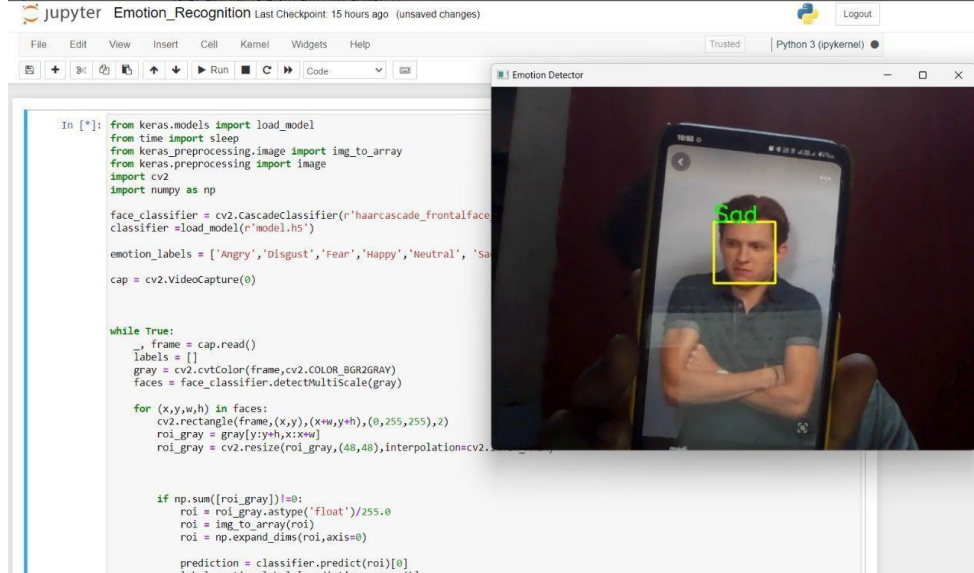 jupyter Emotion_Recognition Last Checkpoint: 15 hours ago (unsaved changes)
Logout
File Edit View Insert Cell Kernel Widgets Help
Trusted Python 3 (ipykernel)
Run Code
Emotion Detector
10:52
Sad
In [*]: from keras.models import load_model
from time import sleep
from keras_preprocessing.image import img_to_array
from keras.preprocessing import image
import cv2
import numpy as np
face_classifier = cv2.CascadeClassifier(r'haarcascade_frontalface_
classifier =load_model(r'model.h5')
emotion_labels = ['Angry','Disgust','Fear','Happy','Neutral', 'Sa
cap = cv2.VideoCapture(0)
while True:
_, frame = cap.read()
labels = []
gray = cv2.cvtColor(frame,cv2.COLOR_BGR2GRAY)
faces = face_classifier.detectMultiScale(gray)
for (x,y,w,h) in faces:
cv2.rectangle(frame,(x,y),(x+w,y+h),(0,255,255),2)
roi_gray = gray[y:y+h,x:x+w]
roi_gray = cv2.resize(roi_gray,(48,48),interpolation=cv2.
if np.sum([roi_gray])!=0:
roi = roi_gray.astype('float')/255.0
roi = img_to_array(roi)
roi = np.expand_dims(roi,axis=0)
prediction = classifier.predict(roi)[0]